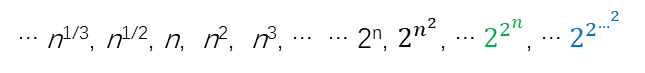 ⋯ n^{1/3}, n^{1/2}, n, n^2, n^3, ⋯ ⋯ 2^n, 2^{n^2}, ⋯ 2^{2^n}, ⋯ 2^{2^{⋯^2}}